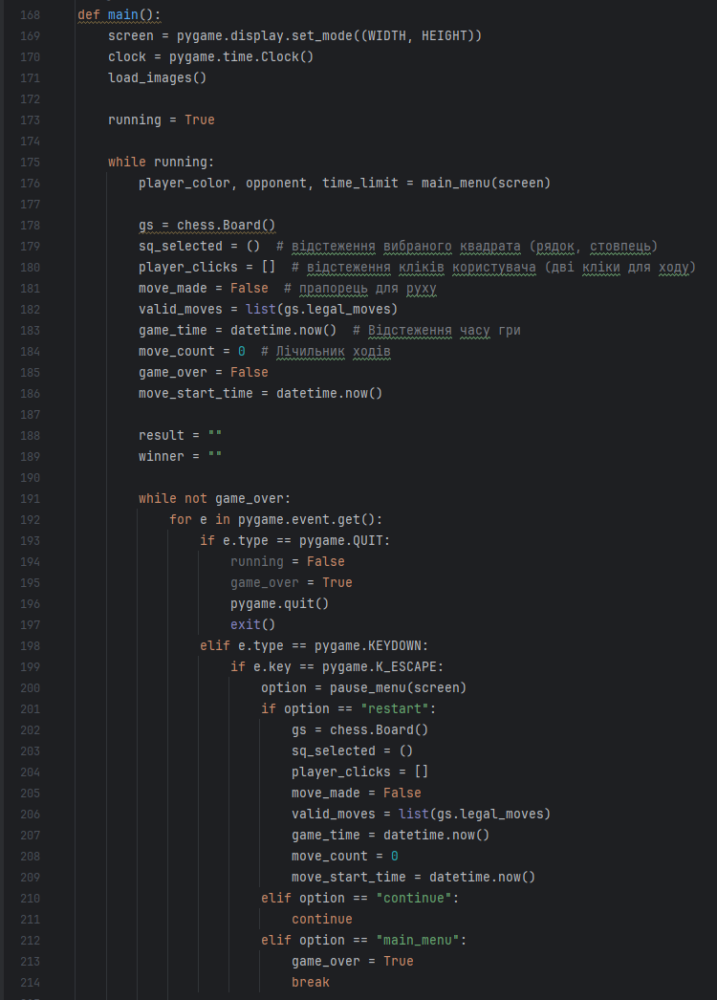 168 def main():
169 screen = pygame.display.set_mode((WIDTH, HEIGHT))
170 clock = pygame.time.Clock()
171 load_images()
172
173 running = True
174
175 while running:
176 player_color, opponent, time_limit = main_menu(screen)
177
178 gs = chess.Board()
179 sq_selected = () # відстеження вибраного квадрата (рядок, стовпець)
180 player_clicks = [] # відстеження кліків користувача (дві кліки для ходу)
181 move_made = False # прапорець для руху
182 valid_moves = list(gs.legal_moves)
183 game_time = datetime.now() # Відстеження часу гри
184 move_count = 0 # Лічильник ходів
185 game_over = False
186 move_start_time = datetime.now()
187
188 result = ""
189 winner = ""
190
191 while not game_over:
192 for e in pygame.event.get():
193 if e.type == pygame.QUIT:
194 running = False
195 game_over = True
196 pygame.quit()
197 exit()
198 elif e.type == pygame.KEYDOWN:
199 if e.key == pygame.K_ESCAPE:
200 option = pause_menu(screen)
201 if option == "restart":
202 gs = chess.Board()
203 sq_selected = ()
204 player_clicks = []
205 move_made = False
206 valid_moves = list(gs.legal_moves)
207 game_time = datetime.now()
208 move_count = 0
209 move_start_time = datetime.now()
210 elif option == "continue":
211 continue
212 elif option == "main_menu":
213 game_over = True
214 break